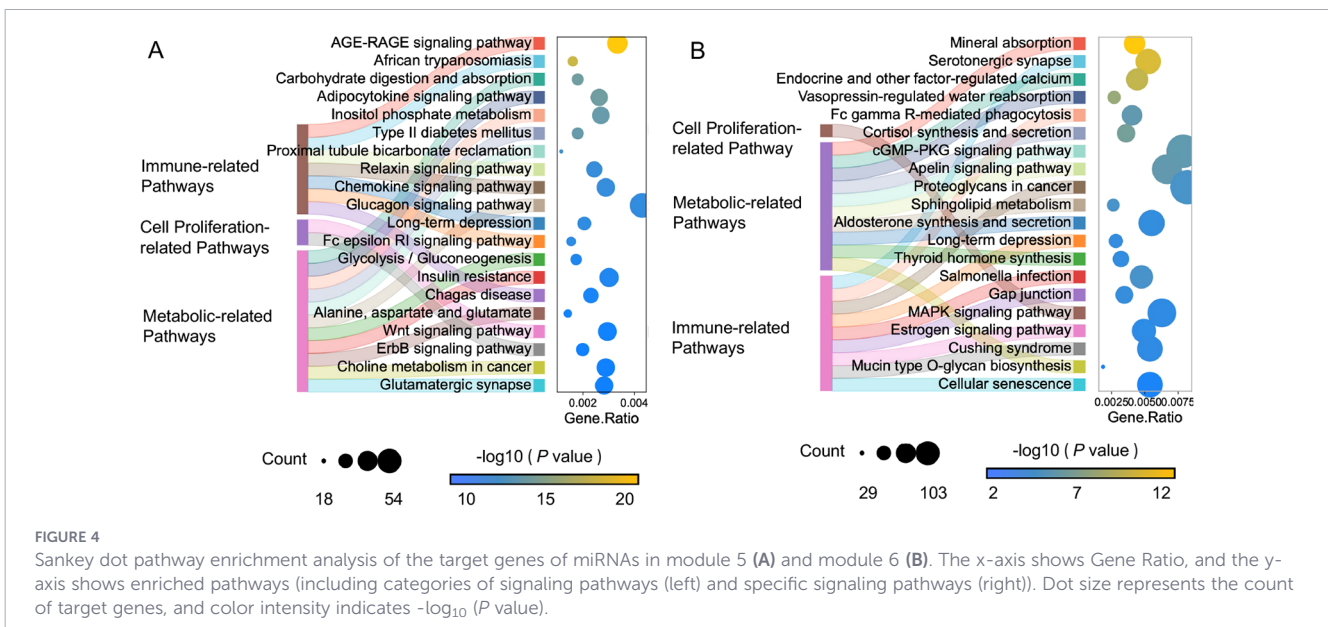 A
AGE-RAGE signaling pathway
African trypanosomiasis
Carbohydrate digestion and absorption
Adipocytokine signaling pathway
Inositol phosphate metabolism
Type II diabetes mellitus
Proximal tubule bicarbonate reclamation
Relaxin signaling pathway
Chemokine signaling pathway
Glucagon signaling pathway
Long-term depression
Fc epsilon RI signaling pathway
Glycolysis / Gluconeogenesis
Insulin resistance
Chagas disease
Alanine, aspartate and glutamate
Wnt signaling pathway
ErbB signaling pathway
Choline metabolism in cancer
Glutamatergic synapse
Immune-related
Pathways
Cell Proliferation-
related Pathways
Metabolic-related
Pathways
0.002 0.004
Gene.Ratio
Count
18 54
-log10 ( P value )
10 15 20
B
Mineral absorption
Serotonergic synapse
Endocrine and other factor-regulated calcium
Vasopressin-regulated water reabsorption
Fc gamma R-mediated phagocytosis
Cortisol synthesis and secretion
cGMP-PKG signaling pathway
Apelin signaling pathway
Proteoglycans in cancer
Sphingolipid metabolism
Aldosterone synthesis and secretion
Long-term depression
Thyroid hormone synthesis
Salmonella infection
Gap junction
MAPK signaling pathway
Estrogen signaling pathway
Cushing syndrome
Mucin type O-glycan biosynthesis
Cellular senescence
Cell Proliferation-
related Pathway
Metabolic-related
Pathways
Immune-related
Pathways
0.0025 0.0050 0.0075
Gene.Ratio
Count
29 103
-log10 ( P value )
2 7 12
FIGURE 4
Sankey dot pathway enrichment analysis of the target genes of miRNAs in module 5 (A) and module 6 (B). The x-axis shows Gene Ratio, and the y-
axis shows enriched pathways (including categories of signaling pathways (left) and specific signaling pathways (right)). Dot size represents the count
of target genes, and color intensity indicates -log10 (P value).